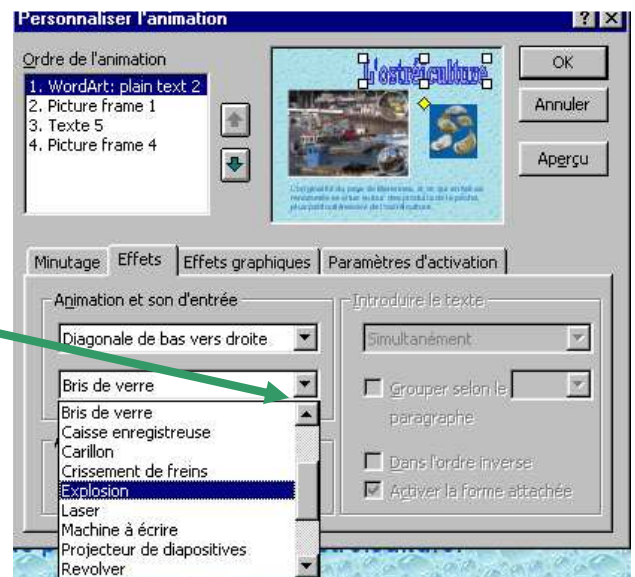 Personnaliser l'animation
Ordre de l'animation
1. WordArt: plain text 2
2. Picture frame 1
3. Texte 5
4. Picture frame 4
L'ostréiculture
OK
Annuler
Aperçu
Minutage
Effets
Effets graphiques
Paramètres d'activation
Animation et son d'entrée
Diagonale de bas vers droite
Bris de verre
Bris de verre
Caisse enregistreuse
Carillon
Crissement de freins
Explosion
Laser
Machine à écrire
Projecteur de diapositives
Revolver
Introduire le texte
Simultanément
Grouper selon le
paragraphe
Dans l'ordre inverse
Activer la forme attachée